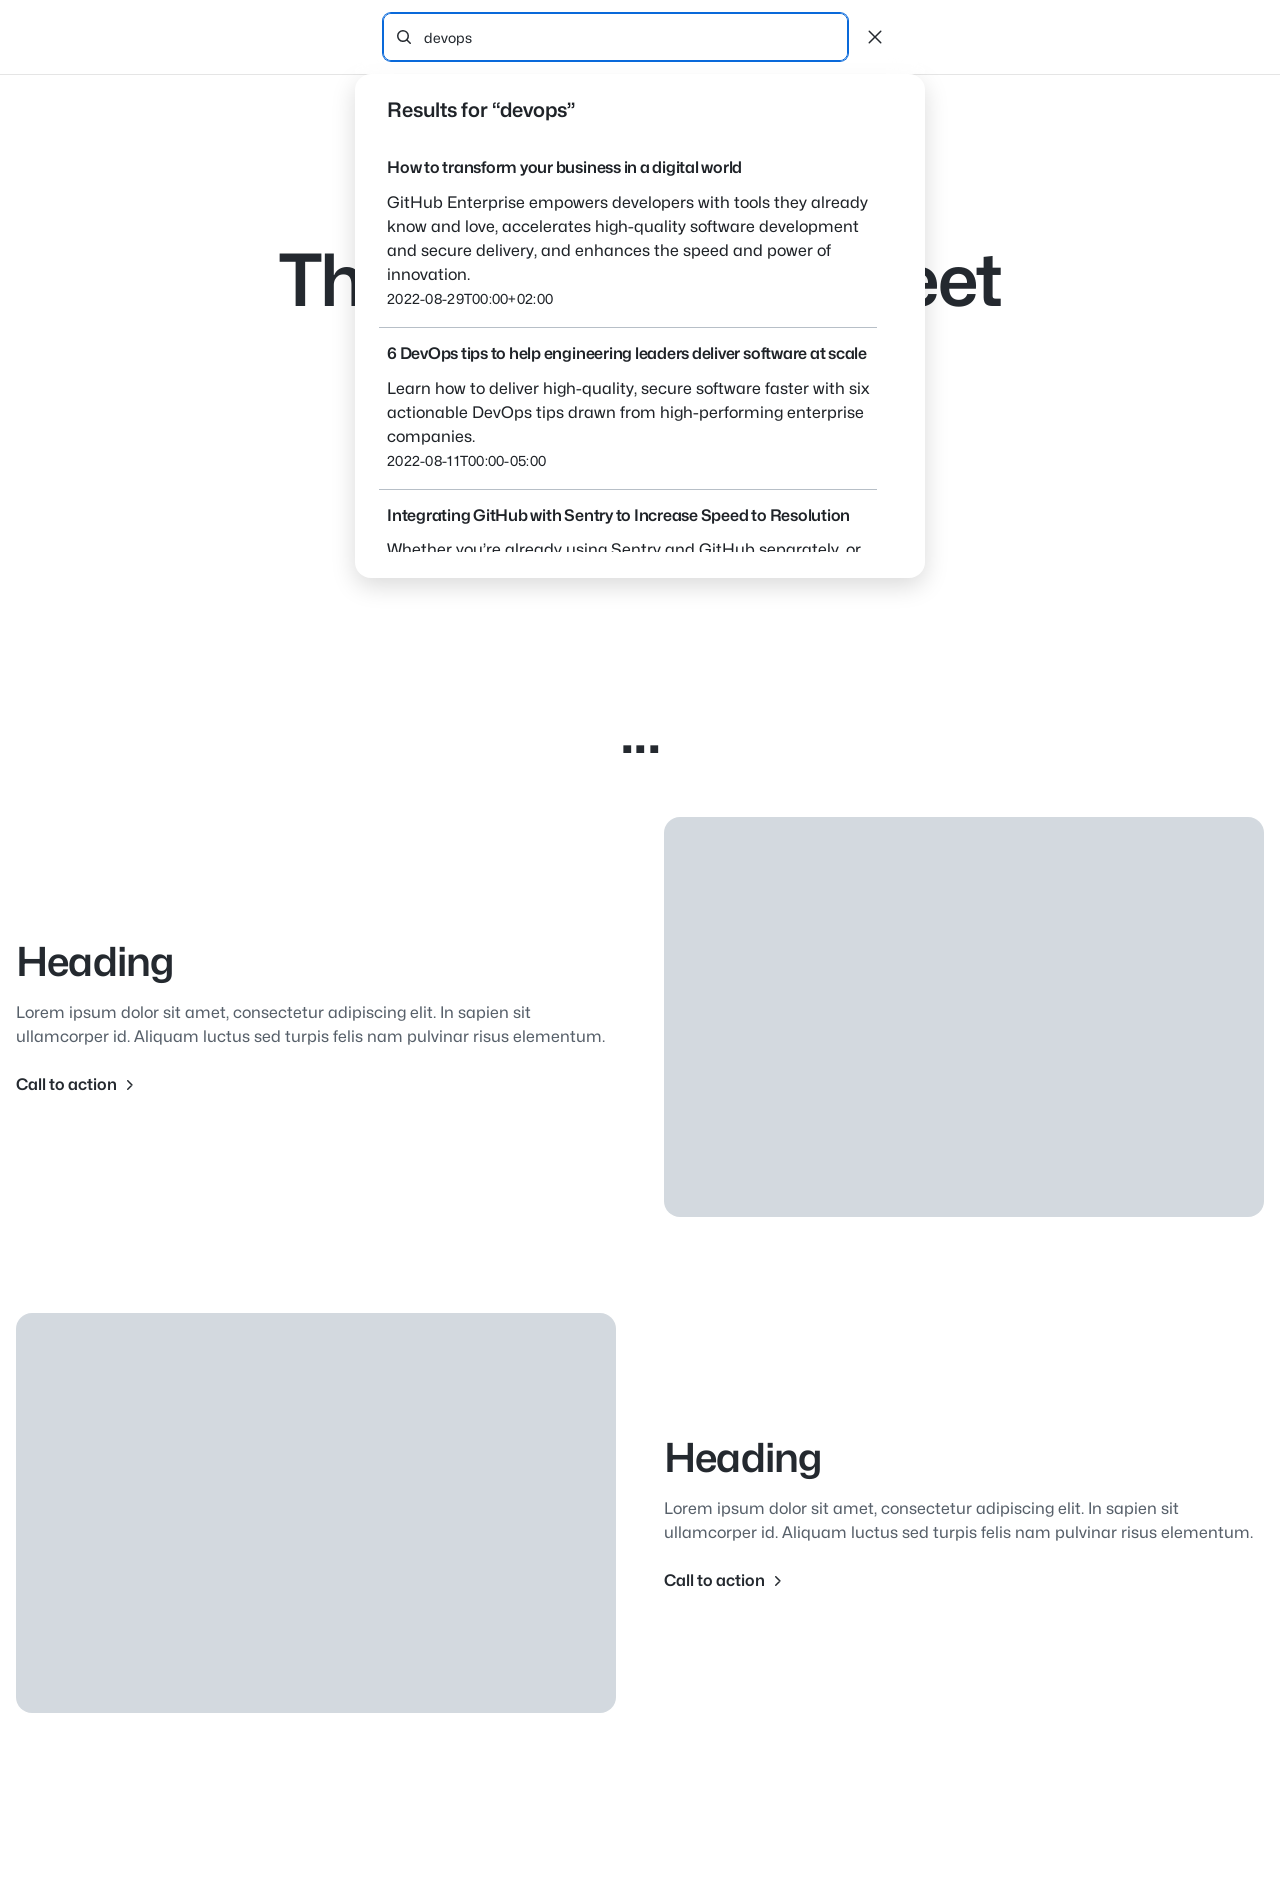 devops
Results for “devops”
How to transform your business in a digital world
GitHub Enterprise empowers developers with tools they already
know and love, accelerates high-quality software development
and secure delivery, and enhances the speed and power of
innovation.
2022-08-29T00:00+02:00
6 DevOps tips to help engineering leaders deliver software at scale
Learn how to deliver high-quality, secure software faster with six
actionable DevOps tips drawn from high-performing enterprise
companies.
2022-08-11T00:00-05:00
Integrating GitHub with Sentry to Increase Speed to Resolution
Whether you’re already using Sentry and GitHub separately, or
...
Heading
Lorem ipsum dolor sit amet, consectetur adipiscing elit. In sapien sit
ullamcorper id. Aliquam luctus sed turpis felis nam pulvinar risus elementum.
Call to action
Heading
Lorem ipsum dolor sit amet, consectetur adipiscing elit. In sapien sit
ullamcorper id. Aliquam luctus sed turpis felis nam pulvinar risus elementum.
Call to action